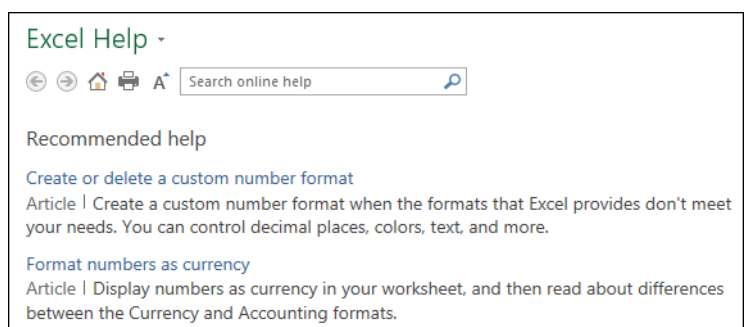 Excel Help
A
Search online help
Recommended help
Create or delete a custom number format
Article | Create a custom number format when the formats that Excel provides don't meet
your needs. You can control decimal places, colors, text, and more.
Format numbers as currency
Article | Display numbers as currency in your worksheet, and then read about differences
between the Currency and Accounting formats.